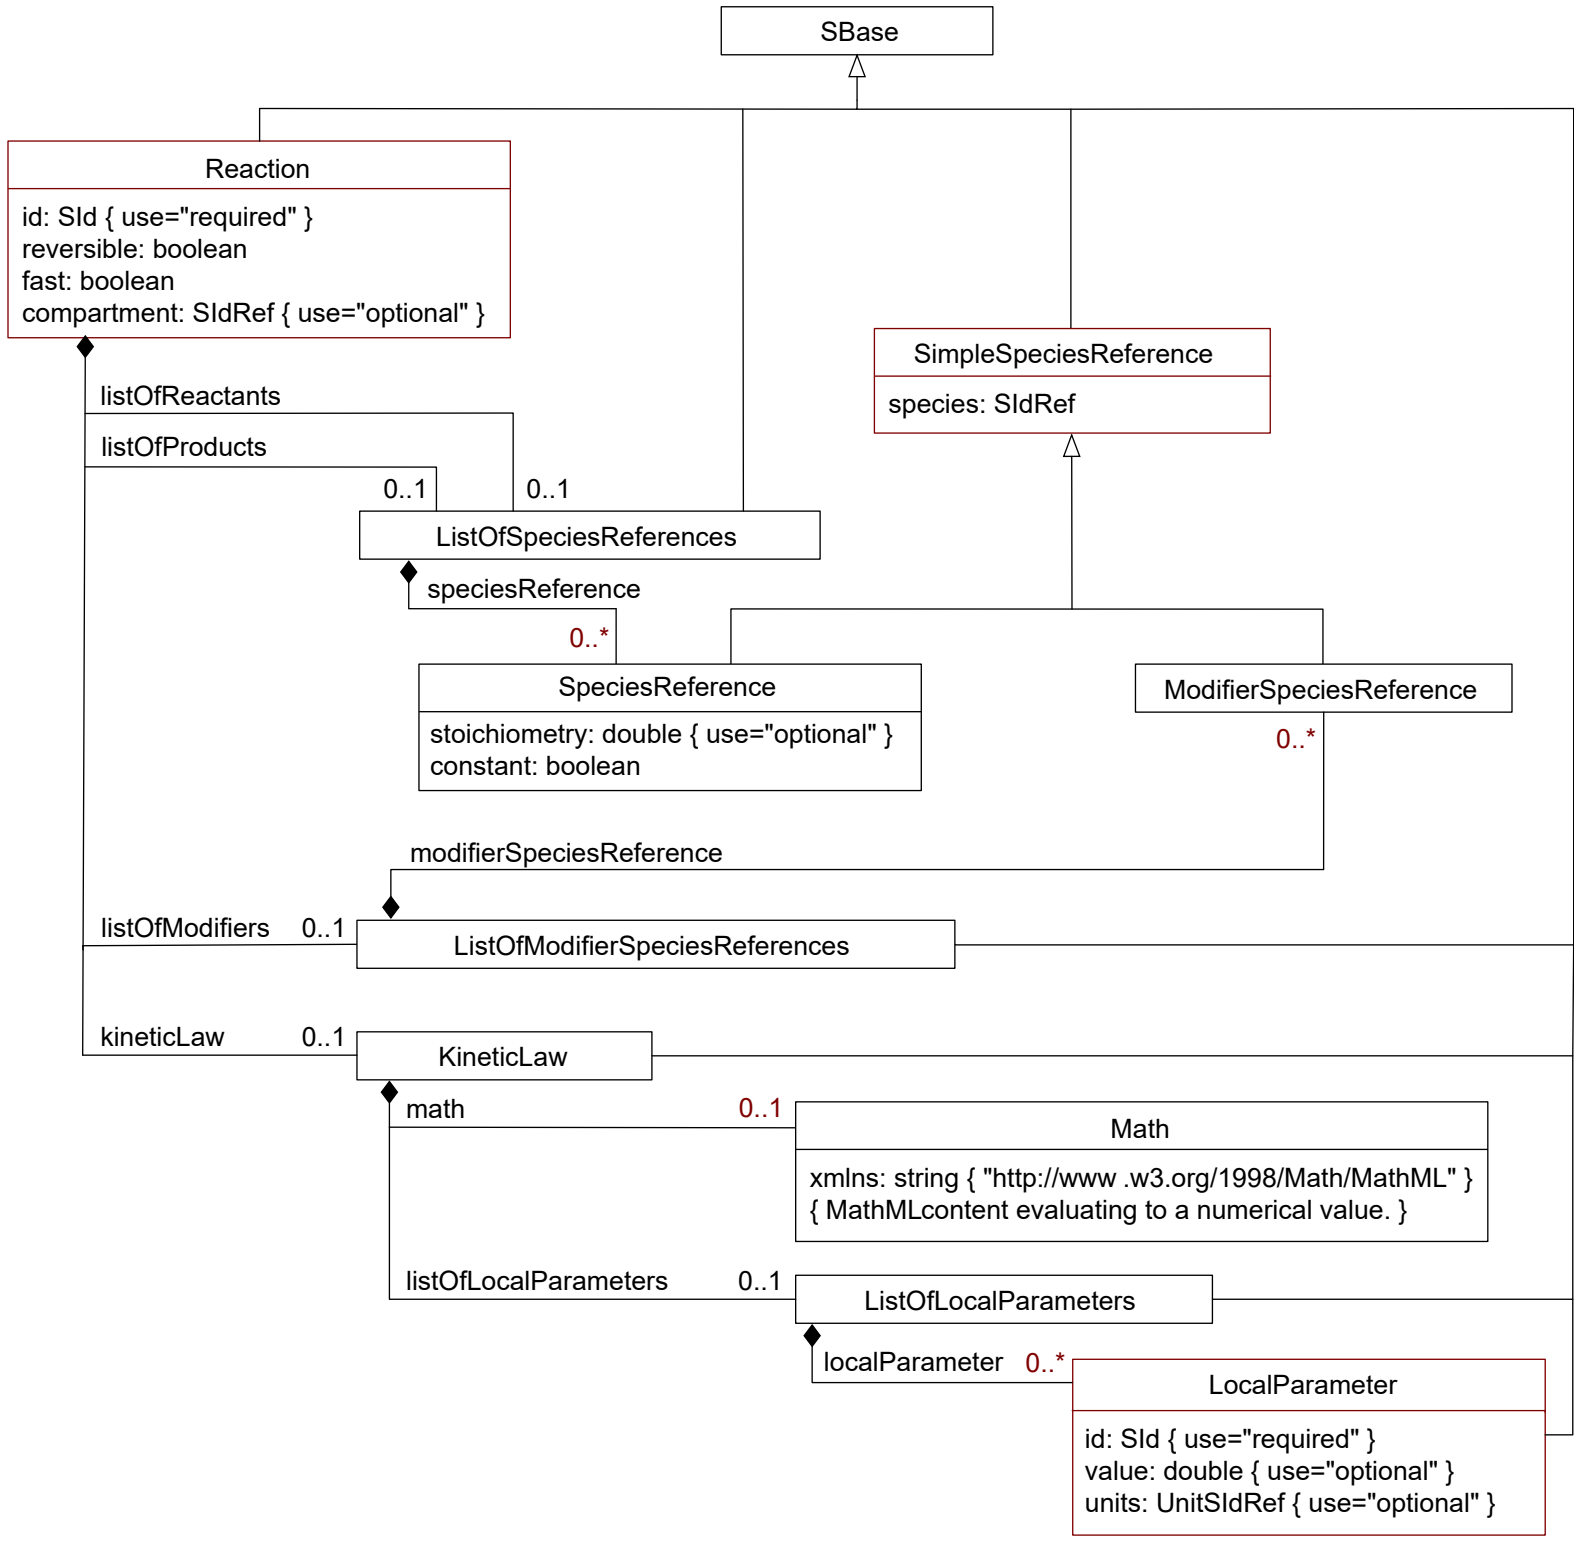 SBase
Reaction
id: SId { use="required" }
reversible: boolean
fast: boolean
compartment: SIdRef { use="optional" }
SimpleSpeciesReference
species: SIdRef
listOfReactants
listOfProducts
0..1
0..1
ListOfSpeciesReferences
speciesReference
0..*
SpeciesReference
stoichiometry: double { use="optional" }
constant: boolean
ModifierSpeciesReference
0..*
modifierSpeciesReference
listOfModifiers
0..1
ListOfModifierSpeciesReferences
kineticLaw
0..1
KineticLaw
math
0..1
Math
xmlns: string { "http://www .w3.org/1998/Math/MathML" }
{ MathMLcontent evaluating to a numerical value. }
listOfLocalParameters
0..1
ListOfLocalParameters
localParameter
0..*
LocalParameter
id: SId { use="required" }
value: double { use="optional" }
units: UnitSIdRef { use="optional" }